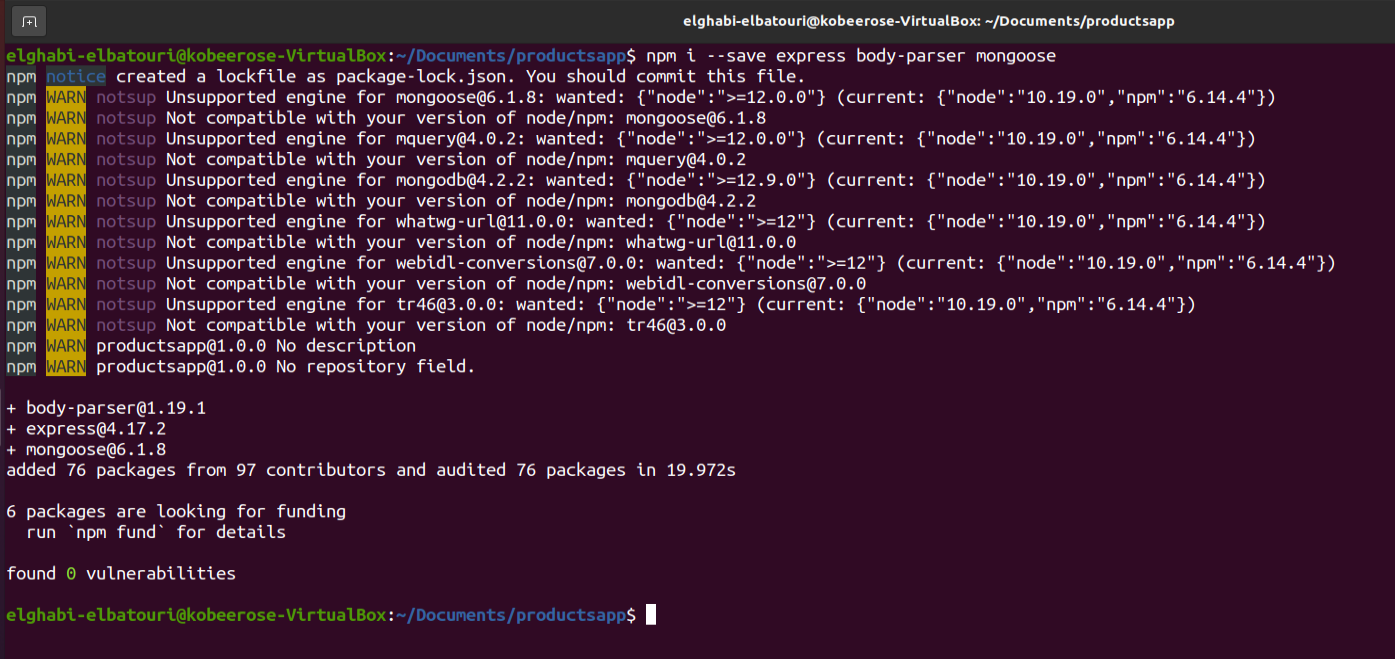 elghabi-elbatouri@kobeerose-VirtualBox: ~/Documents/productsapp
elghabi-elbatouri@kobeerose-VirtualBox:~/Documents/productsapp$ npm i --save express body-parser mongoose
npm notice created a lockfile as package-lock.json. You should commit this file.
npm WARN notsup Unsupported engine for mongoose@6.1.8: wanted: {"node":">=12.0.0"} (current: {"node":"10.19.0","npm":"6.14.4"})
npm WARN notsup Not compatible with your version of node/npm: mongoose@6.1.8
npm WARN notsup Unsupported engine for mquery@4.0.2: wanted: {"node":">=12.0.0"} (current: {"node":"10.19.0","npm":"6.14.4"})
npm WARN notsup Not compatible with your version of node/npm: mquery@4.0.2
npm WARN notsup Unsupported engine for mongodb@4.2.2: wanted: {"node":">=12.9.0"} (current: {"node":"10.19.0","npm":"6.14.4"})
npm WARN notsup Not compatible with your version of node/npm: mongodb@4.2.2
npm WARN notsup Unsupported engine for whatwg-url@11.0.0: wanted: {"node":">=12"} (current: {"node":"10.19.0","npm":"6.14.4"})
npm WARN notsup Not compatible with your version of node/npm: whatwg-url@11.0.0
npm WARN notsup Unsupported engine for webidl-conversions@7.0.0: wanted: {"node":">=12"} (current: {"node":"10.19.0","npm":"6.14.4"})
npm WARN notsup Not compatible with your version of node/npm: webidl-conversions@7.0.0
npm WARN notsup Unsupported engine for tr46@3.0.0: wanted: {"node":">=12"} (current: {"node":"10.19.0","npm":"6.14.4"})
npm WARN notsup Not compatible with your version of node/npm: tr46@3.0.0
npm WARN productsapp@1.0.0 No description
npm WARN productsapp@1.0.0 No repository field.
+ body-parser@1.19.1
+ express@4.17.2
+ mongoose@6.1.8
added 76 packages from 97 contributors and audited 76 packages in 19.972s
6 packages are looking for funding
run `npm fund` for details
found 0 vulnerabilities
elghabi-elbatouri@kobeerose-VirtualBox:~/Documents/productsapp$